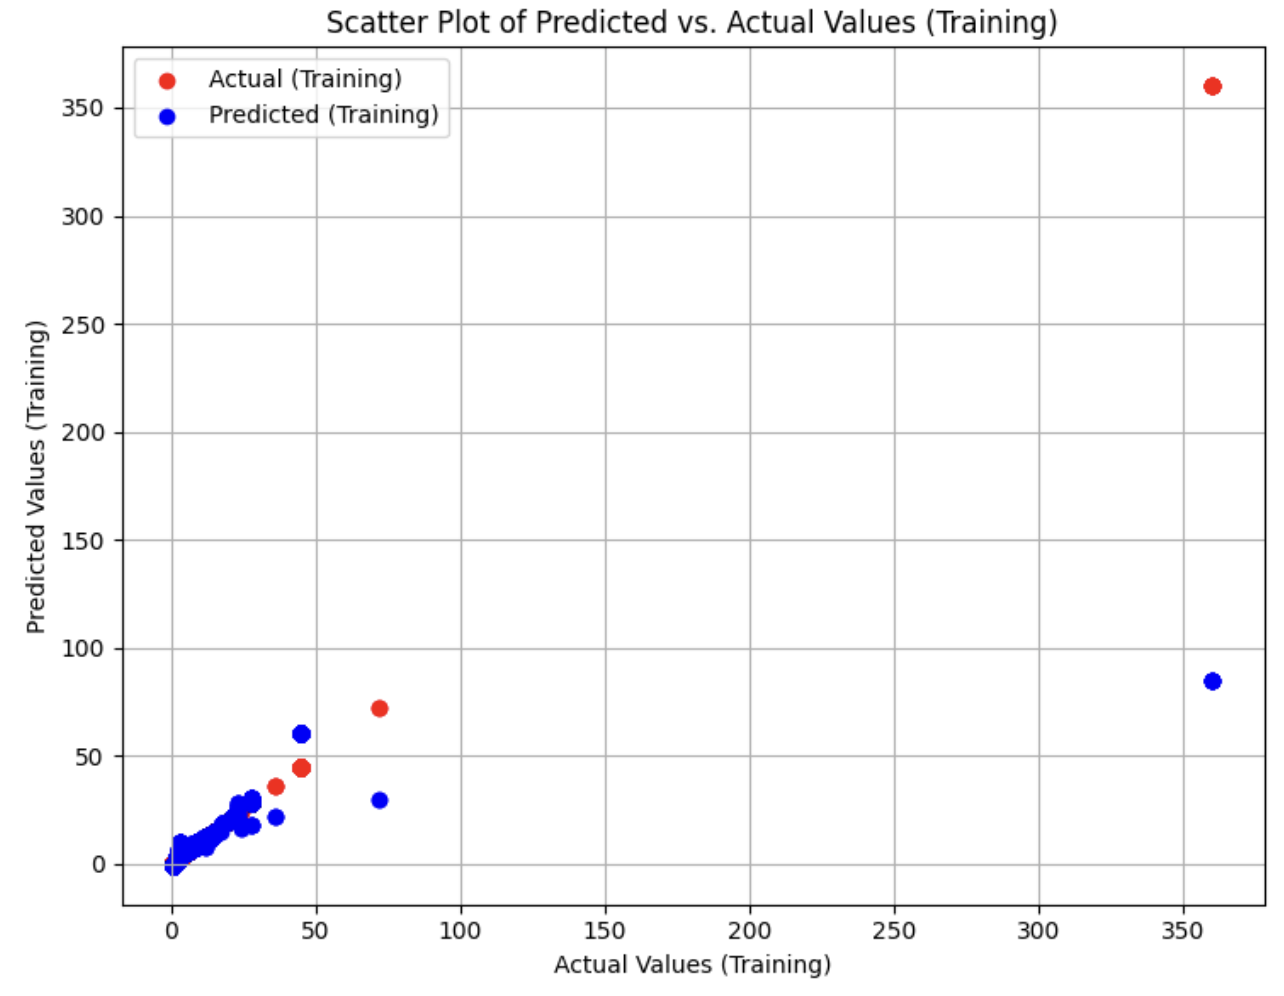 Scatter Plot of Predicted vs. Actual Values (Training)
Actual (Training)
Predicted (Training)
Predicted Values (Training)
350
300
250
200
150
100
50
0
0 50 100 150 200 250 300 350
Actual Values (Training)